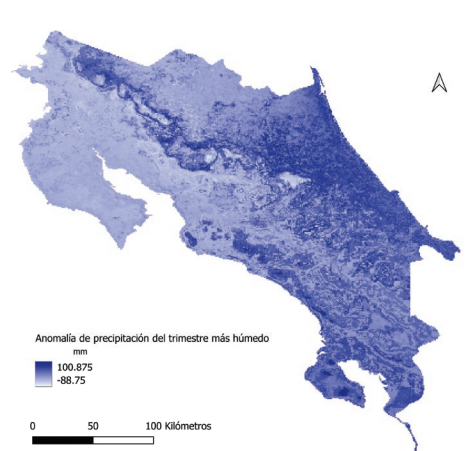 Anomalía de precipitación del trimestre más húmedo
mm
100.875
-88.75
0 50 100 Kilómetros